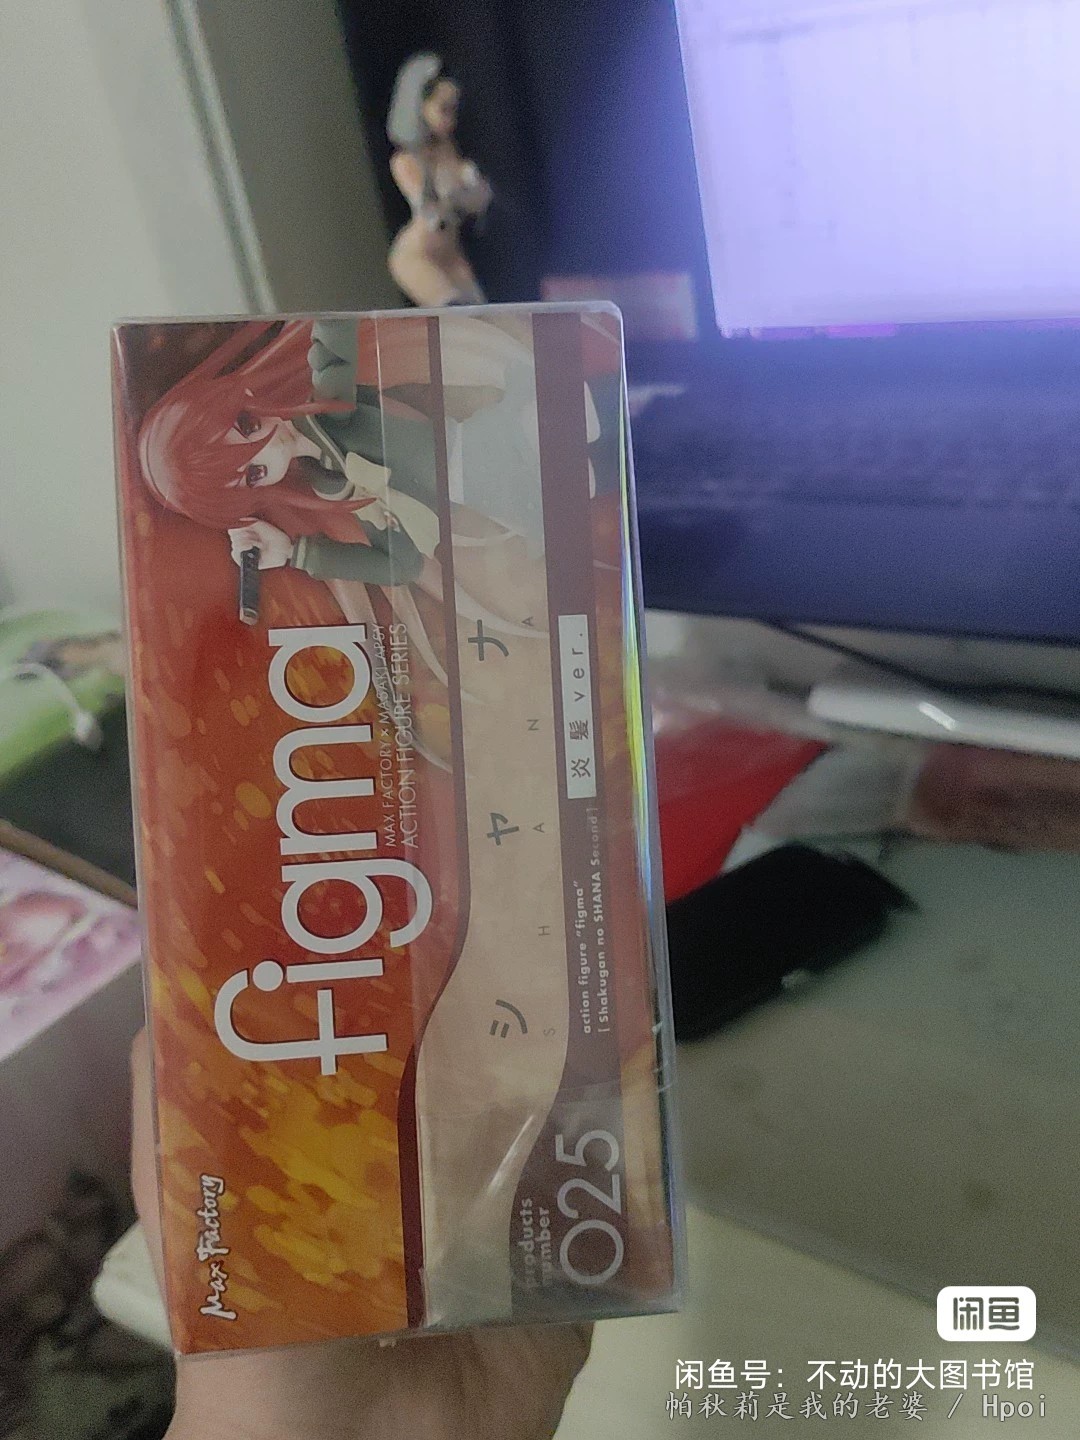 figma
MAX FACTORY × MASAKI APSY
ACTION FIGURE SERIES
シャナ
SHANA
炎髪 ver.
action figure "figma"
[ Shakugan no SHANA Second ]
products
number
025
Max Factory
闲鱼
闲鱼号：不动的大图书馆
帕秋莉是我的老婆 / Hpoi